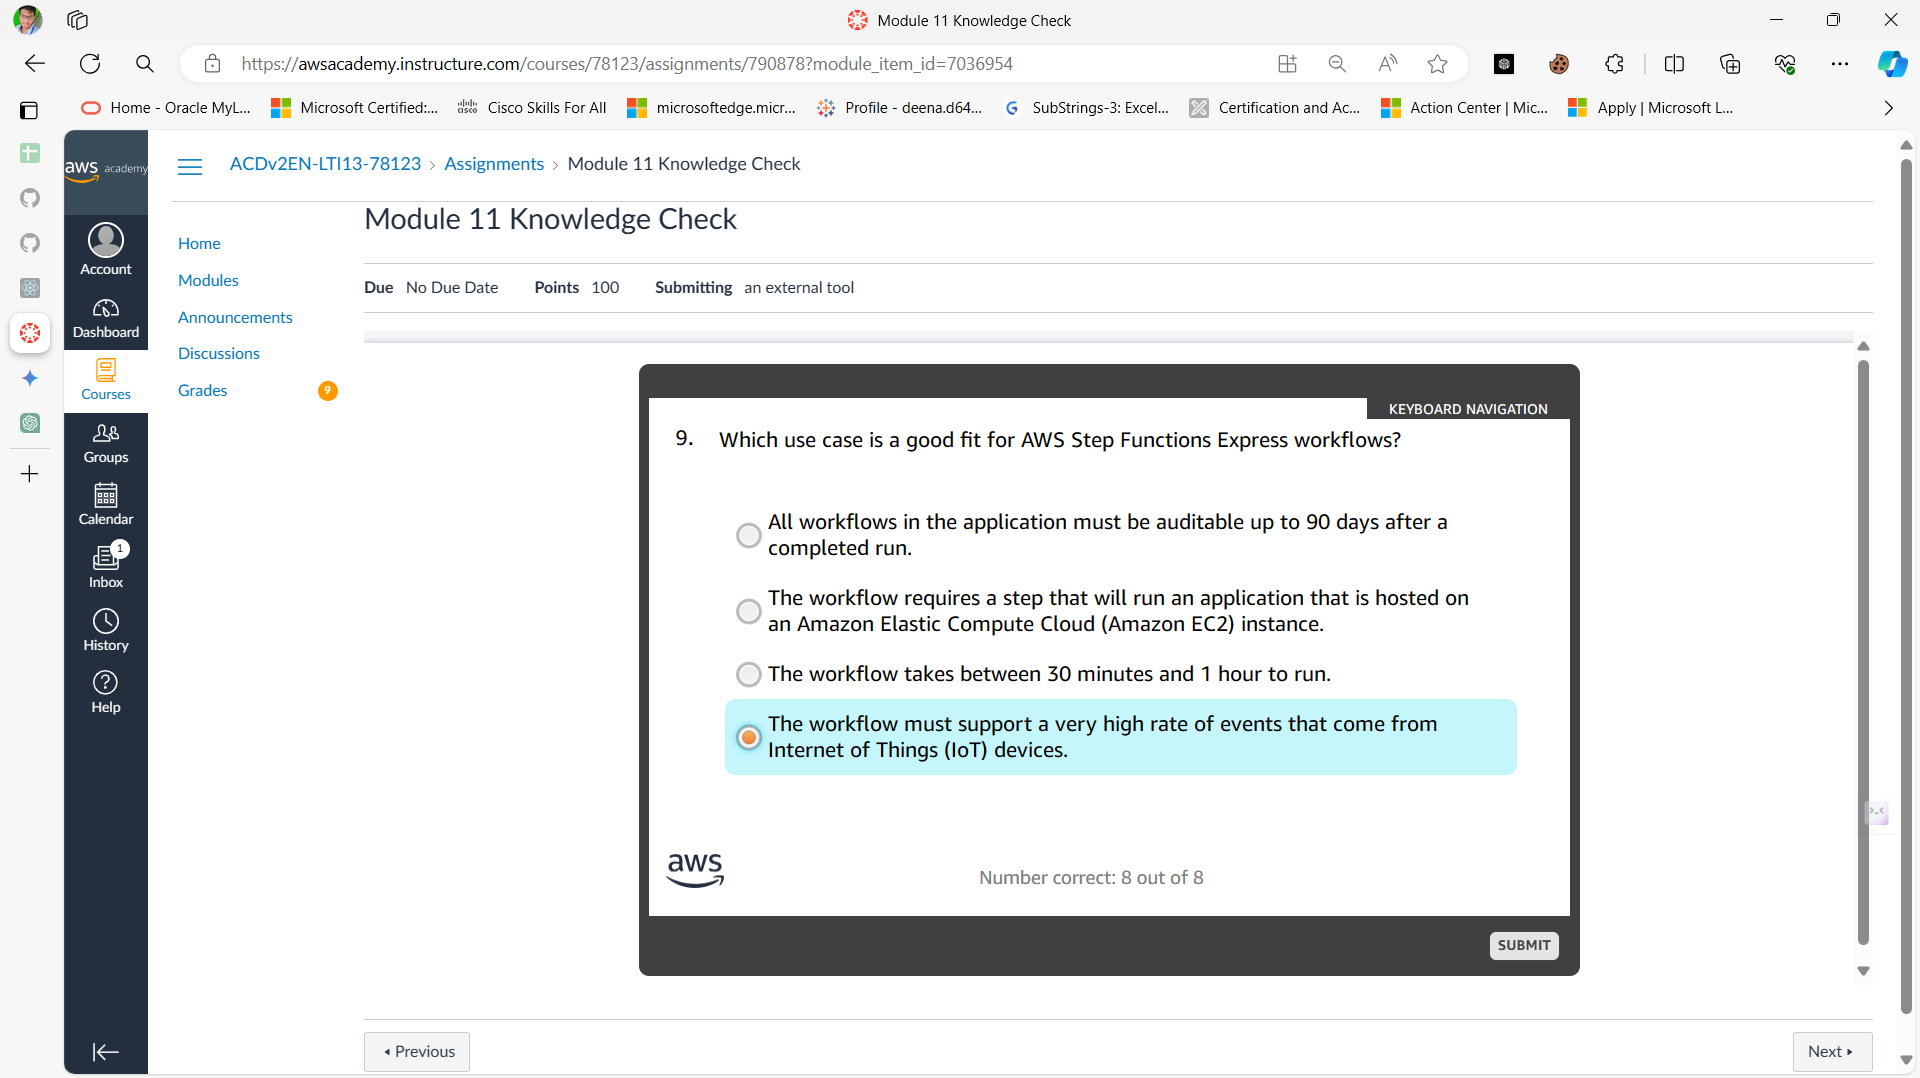 Module 11 Knowledge Check
https://awsacademy.instructure.com/courses/78123/assignments/790878?module_item_id=7036954
Home - Oracle MyL...
Microsoft Certified:...
Cisco Skills For All
microsoftedge.micr...
Profile - deena.d64...
SubStrings-3: Excel...
Certification and Ac...
Action Center | Mic...
Apply | Microsoft L...
aws academy
ACDv2EN-LTI13-78123 › Assignments › Module 11 Knowledge Check
Account
Dashboard
Courses
Groups
Calendar
1
Inbox
History
Help
Home
Modules
Announcements
Discussions
Grades 9
Module 11 Knowledge Check
Due No Due Date Points 100 Submitting an external tool
KEYBOARD NAVIGATION
9. Which use case is a good fit for AWS Step Functions Express workflows?
All workflows in the application must be auditable up to 90 days after a
completed run.
The workflow requires a step that will run an application that is hosted on
an Amazon Elastic Compute Cloud (Amazon EC2) instance.
The workflow takes between 30 minutes and 1 hour to run.
The workflow must support a very high rate of events that come from
Internet of Things (IoT) devices.
aws
Number correct: 8 out of 8
SUBMIT
Previous
Next